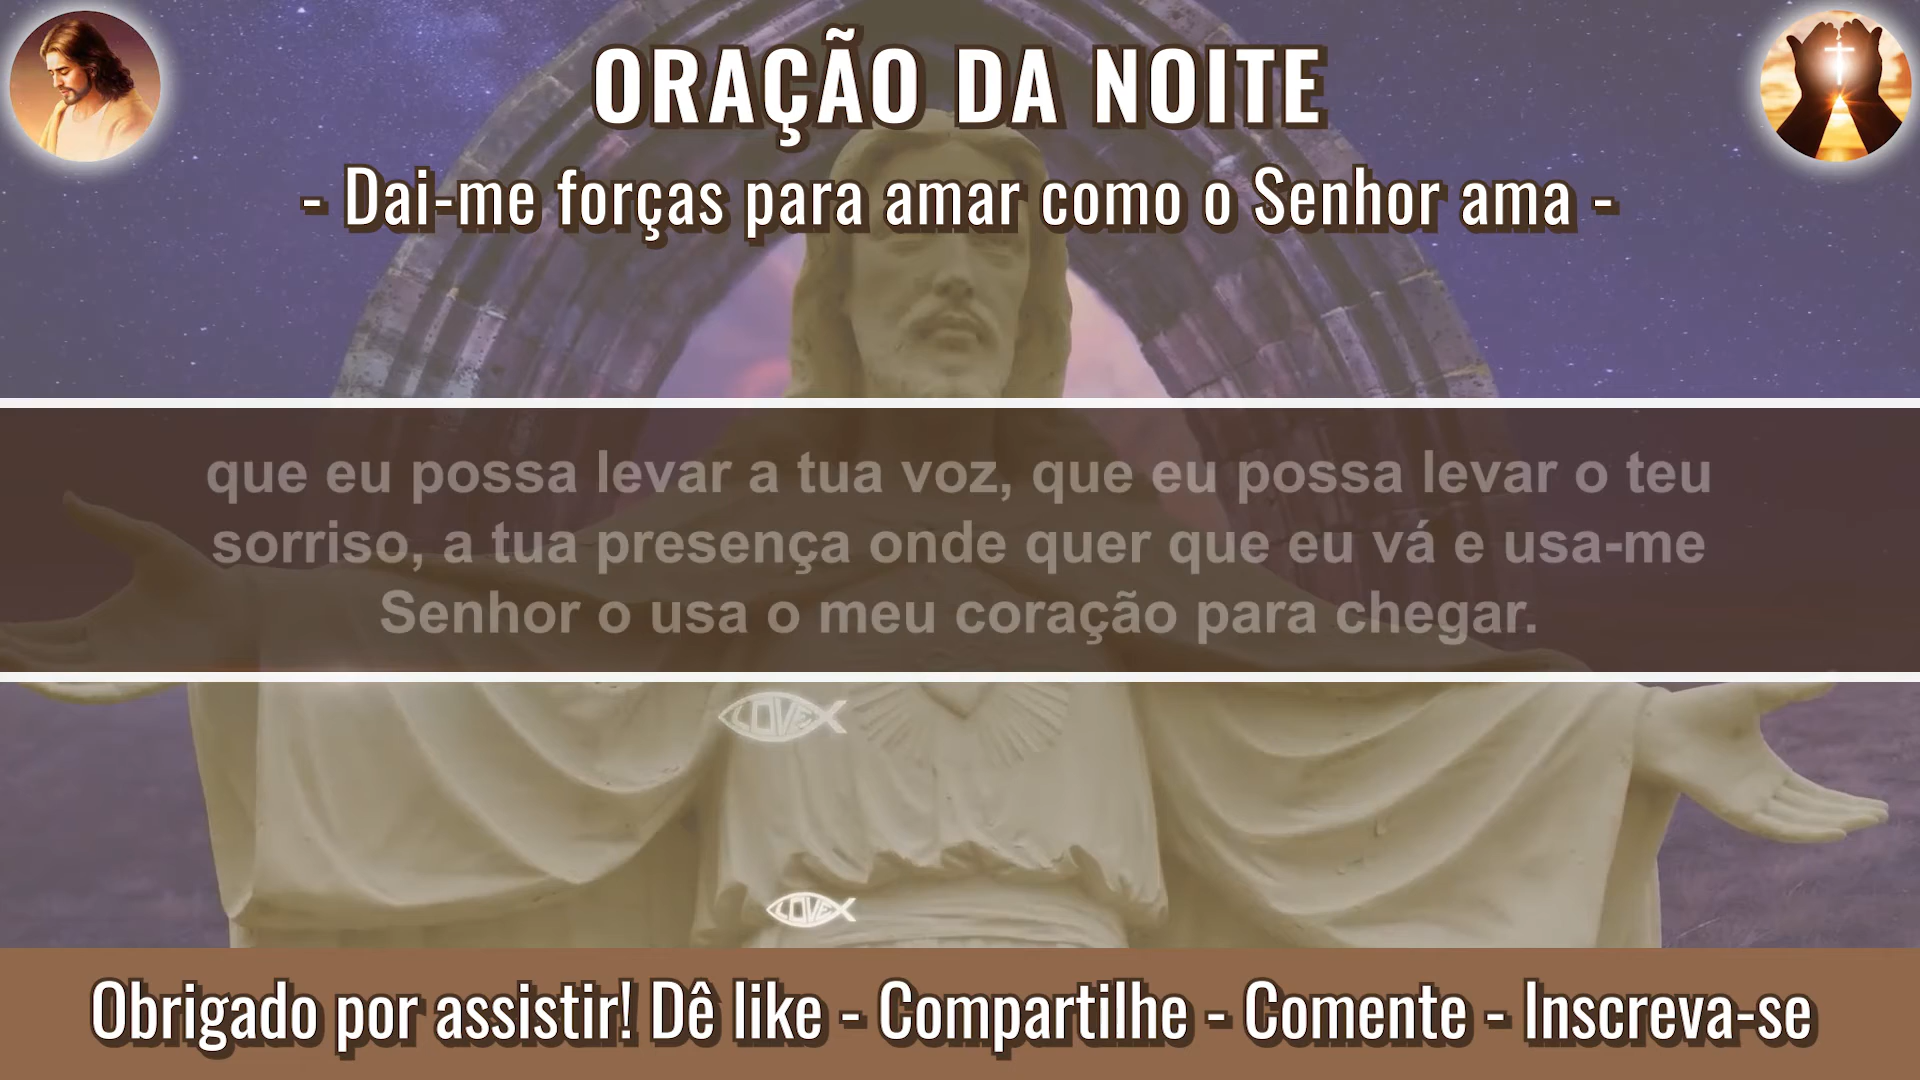 ORAÇÃO DA NOITE
- Dai-me forças para amar como o Senhor ama -
que eu possa levar a tua voz, que eu possa levar o teu
sorriso, a tua presença onde quer que eu vá e usa-me
Senhor o usa o meu coração para chegar.
LOVE
LOVE
Obrigado por assistir! Dê like - Compartilhe - Comente - Inscreva-se